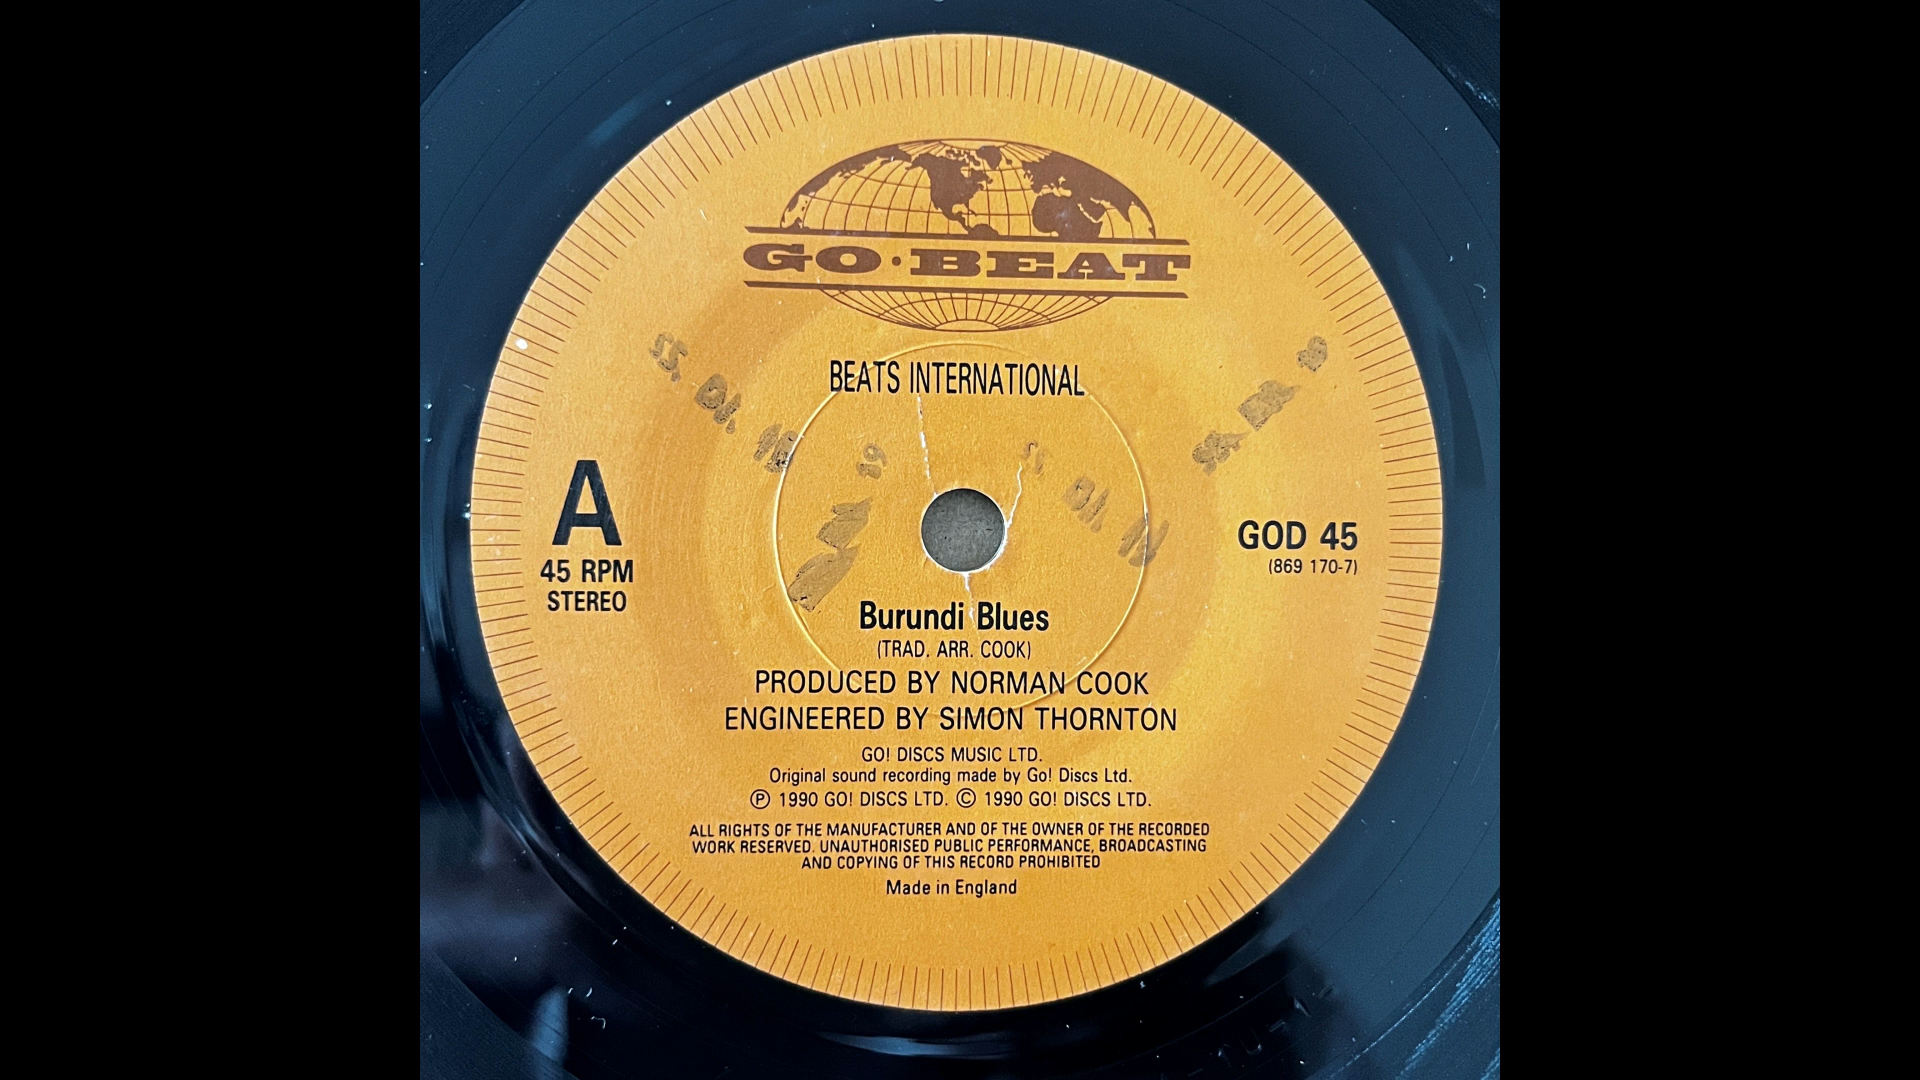 GO·BEAT
BEATS INTERNATIONAL
A
45 RPM
STEREO
GOD 45
(869 170-7)
Burundi Blues
(TRAD. ARR. COOK)
PRODUCED BY NORMAN COOK
ENGINEERED BY SIMON THORNTON
GO! DISCS MUSIC LTD.
Original sound recording made by Go! Discs Ltd.
Ⓟ 1990 GO! DISCS LTD. © 1990 GO! DISCS LTD.
ALL RIGHTS OF THE MANUFACTURER AND OF THE OWNER OF THE RECORDED
WORK RESERVED. UNAUTHORISED PUBLIC PERFORMANCE, BROADCASTING
AND COPYING OF THIS RECORD PROHIBITED
Made in England